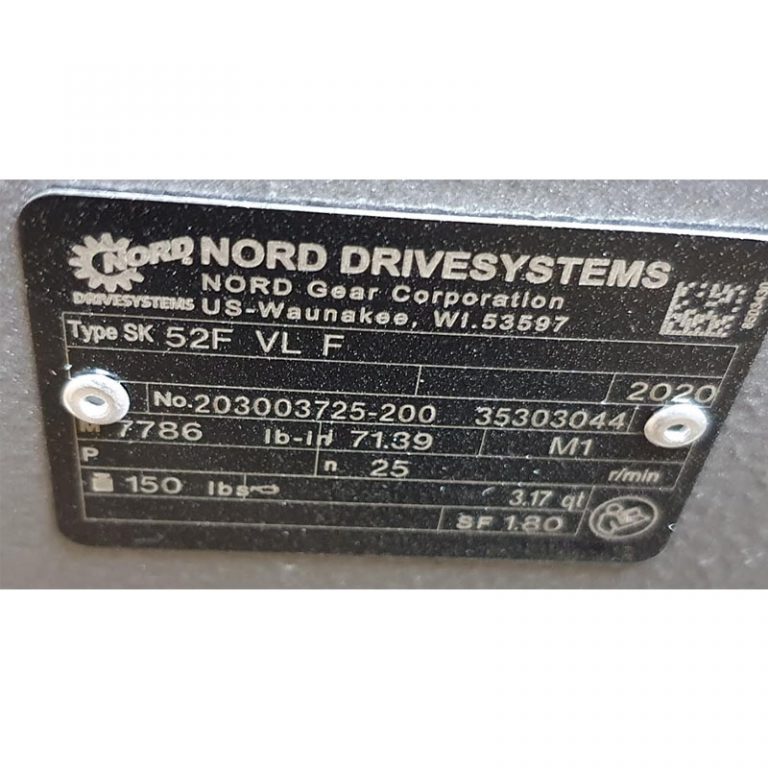 NORD
DRIVESYSTEMS
NORD DRIVESYSTEMS
NORD Gear Corporation
US-Waunakee, WI.53597
Type SK 52F VL F
2020
No. 203003725-200 35303044
M 7786 lb-in i 71.39 M1
P n 25 r/min
150 lbs 3.17 qt
SF 1.80